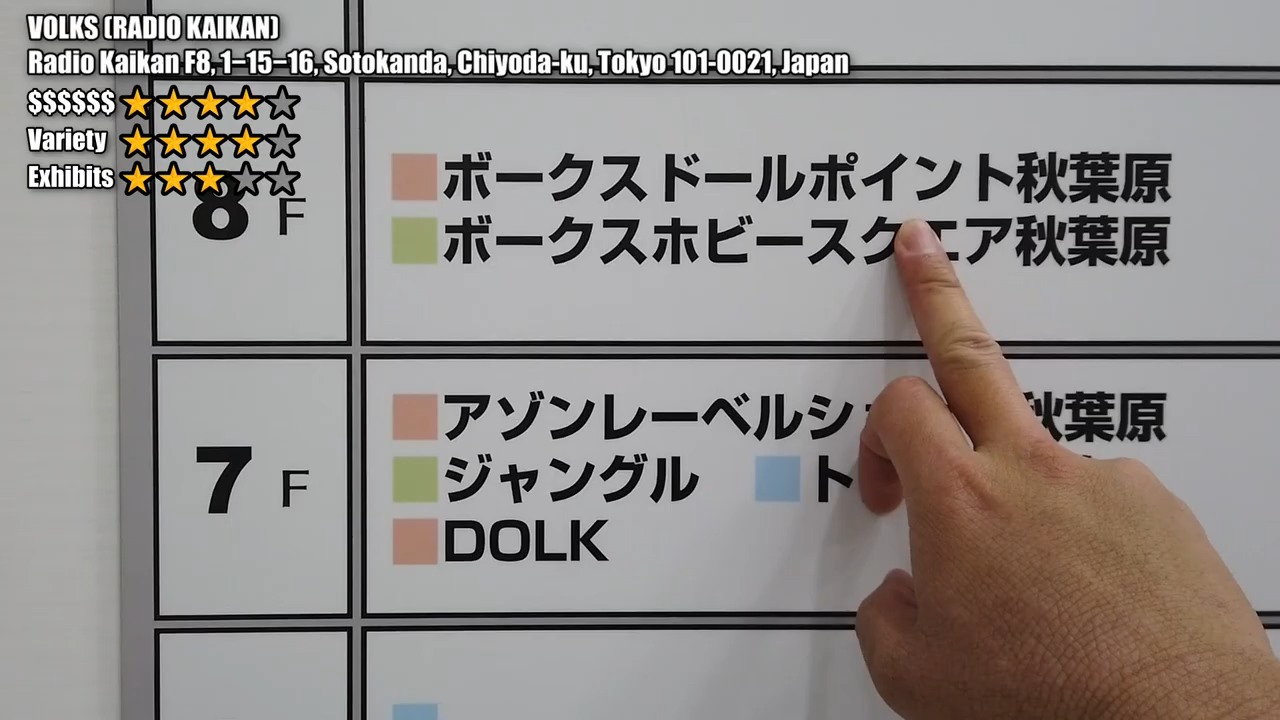 VOLKS (RADIO KAIKAN)
Radio Kaikan F8, 1-15-16, Sotokanda, Chiyoda-ku, Tokyo 101-0021, Japan
$$$$$$
Variety
Exhibits
8 F
ボークスドールポイント秋葉原
ボークスホビースクエア秋葉原
7 F
アゾンレーベルシ 秋葉原
ジャングル ト
DOLK